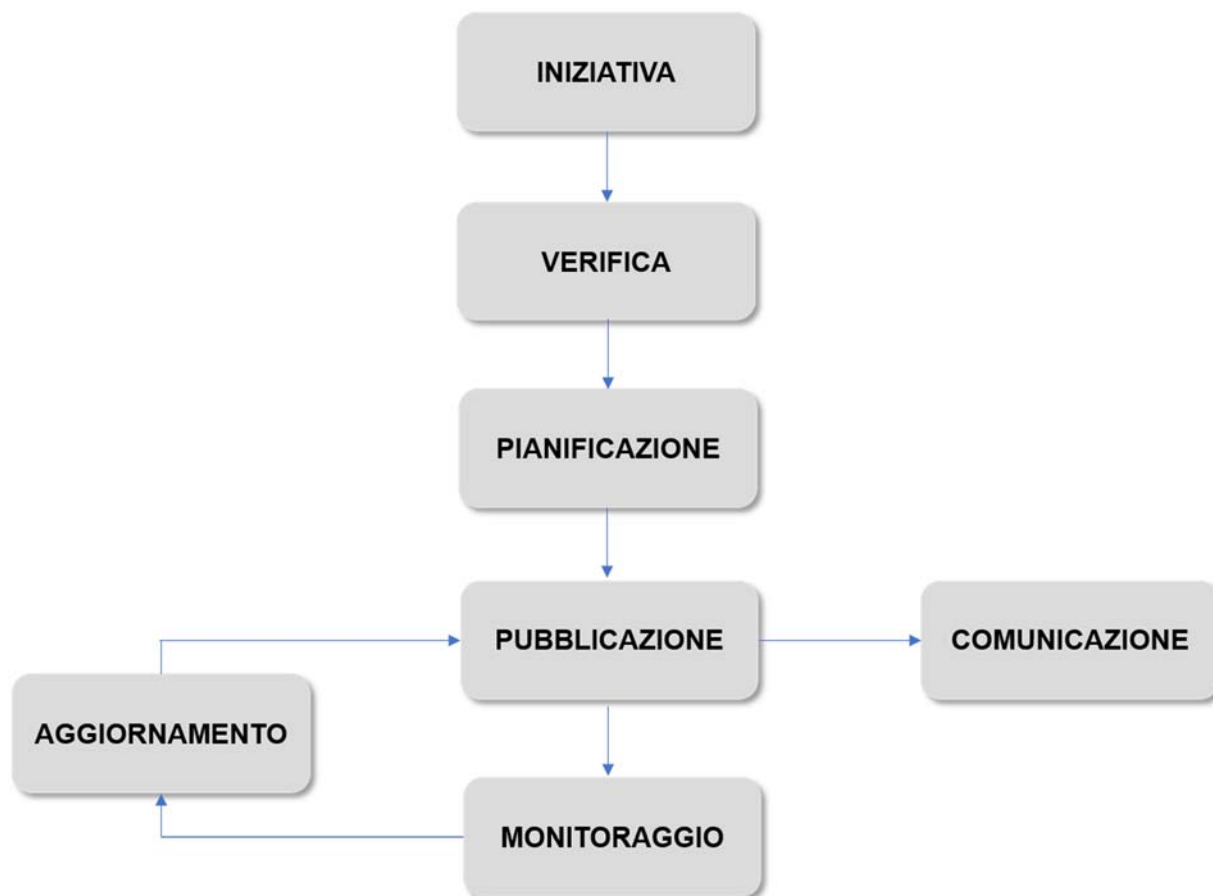 INIZIATIVA
VERIFICA
PIANIFICAZIONE
PUBBLICAZIONE
COMUNICAZIONE
AGGIORNAMENTO
MONITORAGGIO